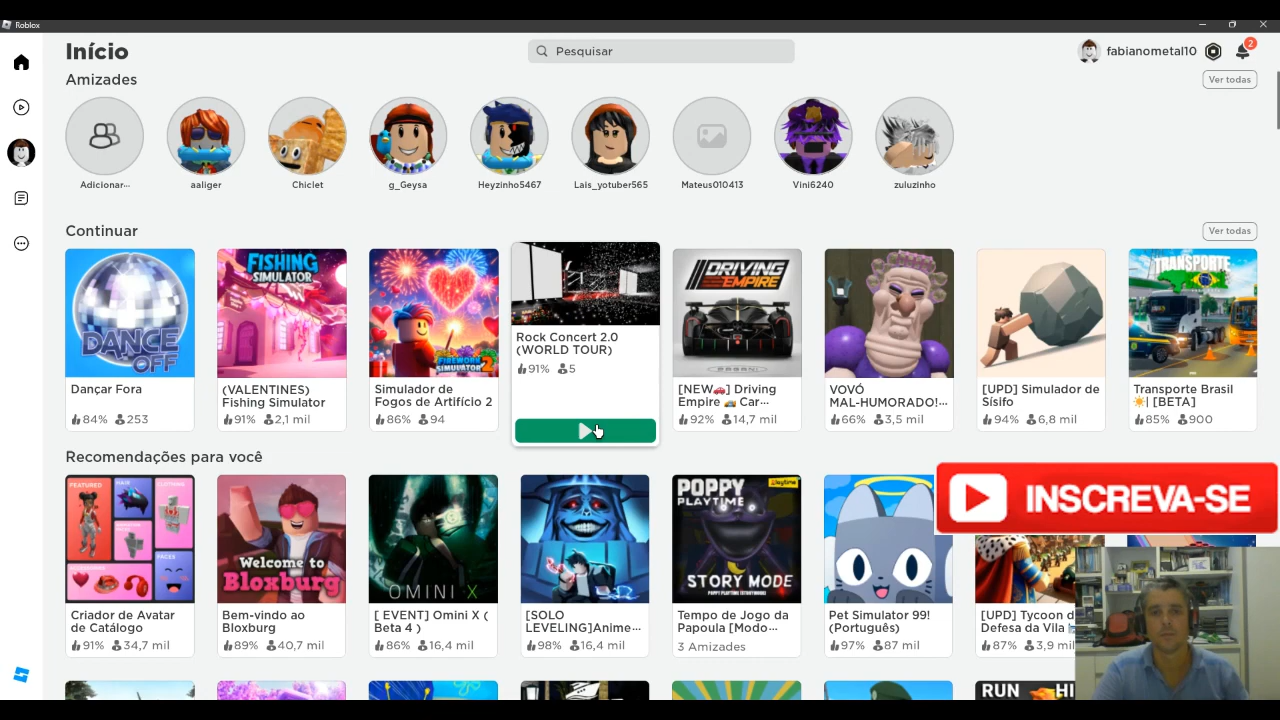 Roblox
Início
Pesquisar
fabianometal10
2
Amizades
Ver todas
Adicionar...
aaliger
Chiclet
g_Geysa
Heyzinho5467
Lais_yotuber565
Mateus010413
Vini6240
zuluzinho
Continuar
Ver todas
DANCE OFF
FISHING
SIMULATOR
FIREWORK
SIMULATOR 2
DRIVING
EMPIRE
TRANSPORTE
Dançar Fora
84% 253
(VALENTINES)
Fishing Simulator
91% 2,1 mil
Simulador de
Fogos de Artifício 2
86% 94
Rock Concert 2.0
(WORLD TOUR)
91% 5
[NEW🚗] Driving
Empire 🏎️ Car...
92% 14,7 mil
VOVÓ
MAL-HUMORADO!...
66% 3,5 mil
[UPD] Simulador de
Sísifo
94% 6,8 mil
Transporte Brasil
☀️| [BETA]
85% 900
Recomendações para você
FEATURED
HAIR
CLOTHING
FACES
Welcome to
Bloxburg
OMINI X
POPPY
PLAYTIME
STORY MODE
INSCREVA-SE
Criador de Avatar
de Catálogo
91% 34,7 mil
Bem-vindo ao
Bloxburg
89% 40,7 mil
[ EVENT] Omini X (
Beta 4 )
86% 16,4 mil
[SOLO
LEVELING]Anime...
98% 16,4 mil
Tempo de Jogo da
Papoula [Modo...
3 Amizades
Pet Simulator 99!
(Português)
97% 87 mil
[UPD] Tycoon d
Defesa da Vila
87% 3,9 mil
RUN